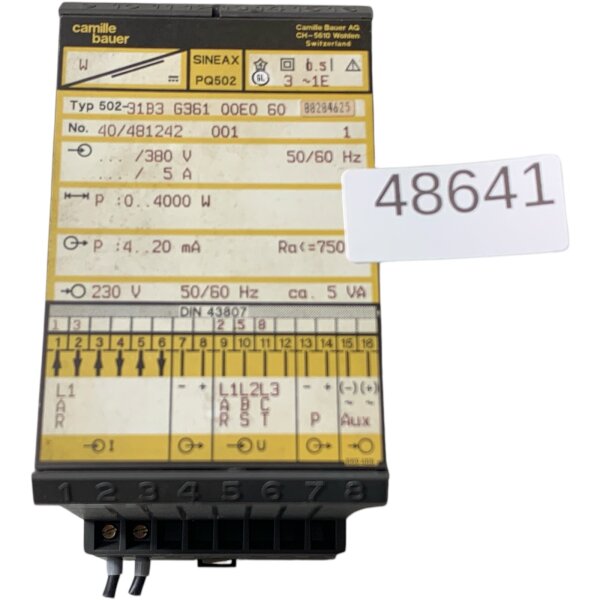 camille
bauer
Camille Bauer AG
CH-5610 Wohlen
Switzerland
W
SINEAX
PQ502
GL
0.5
3 ~1E
Typ 502-91B3 G361 00E0 60
No. 40/481242 001 1
... /380 V 50/60 Hz
... / 5 A
48641
P :0..4000 W
P :4..20 mA Ra<=750
230 V 50/60 Hz ca. 5 VA
DIN 43807
1 3 2 5 8
1 2 3 4 5 6 7 8 9 10 11 12 13 14 15 16
L1 - + L1 L2 L3 - + (-) (+)
A A B C ~ ~
R R S T P Aux
I U
1 2 3 4 5 6 7 8